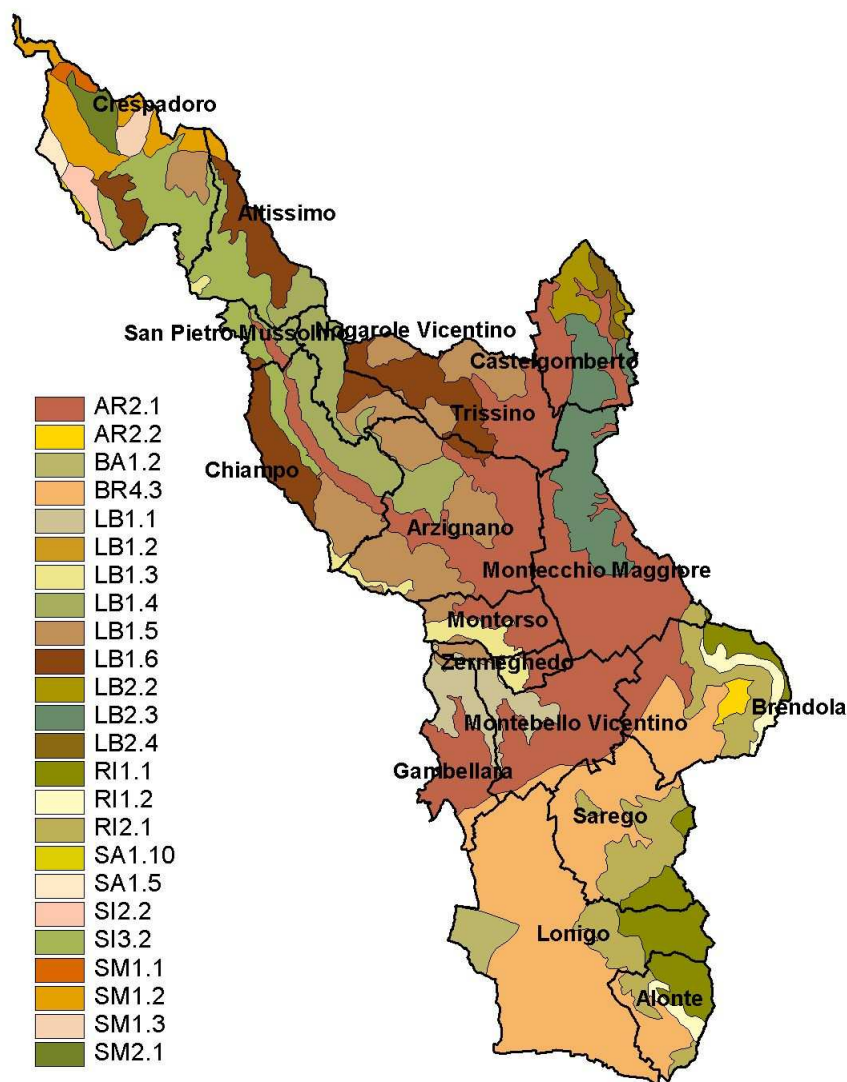 Crespadoro
Altissimo
San Pietro Mussolino
Nogarole Vicentino
Castelgomberto
Trissino
Chiampo
Arzignano
Montecchio Maggiore
Montorso
Zermeghedo
Brendola
Montebello Vicentino
Gambellara
Sarego
Lonigo
Alonte
AR2.1
AR2.2
BA1.2
BR4.3
LB1.1
LB1.2
LB1.3
LB1.4
LB1.5
LB1.6
LB2.2
LB2.3
LB2.4
RI1.1
RI1.2
RI2.1
SA1.10
SA1.5
SI2.2
SI3.2
SM1.1
SM1.2
SM1.3
SM2.1